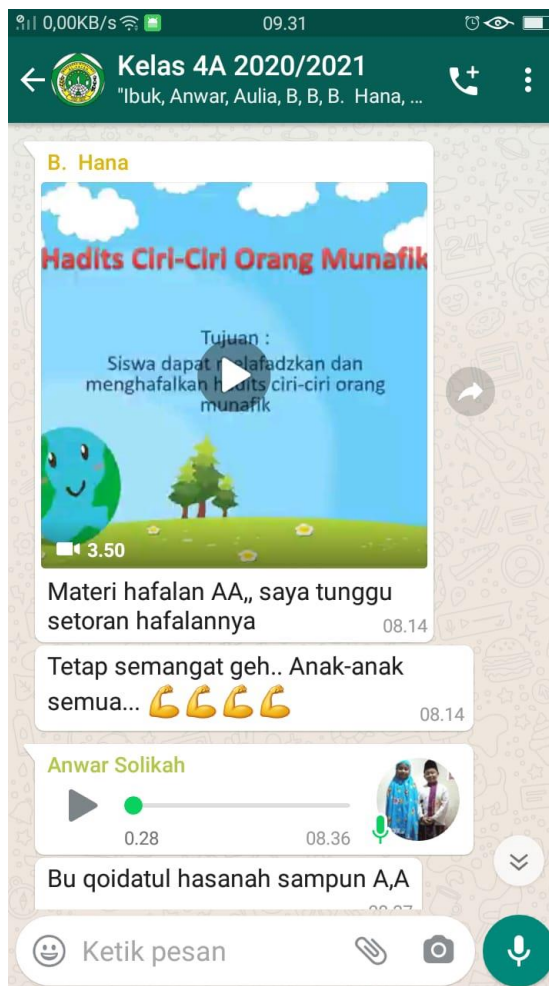 0,00KB/s
09.31
Kelas 4A 2020/2021
"Ibuk, Anwar, Aulia, B, B, B. Hana, ...
B. Hana
Hadits Ciri-Ciri Orang Munafik
Tujuan :
Siswa dapat melafadzkan dan
menghafalkan hadits ciri-ciri orang
munafik
3.50
Materi hafalan AA,, saya tunggu
setoran hafalannya
08.14
Tetap semangat geh.. Anak-anak
semua...
08.14
Anwar Solikah
0.28
08.36
Bu qoidatul hasanah sampun A,A
Ketik pesan